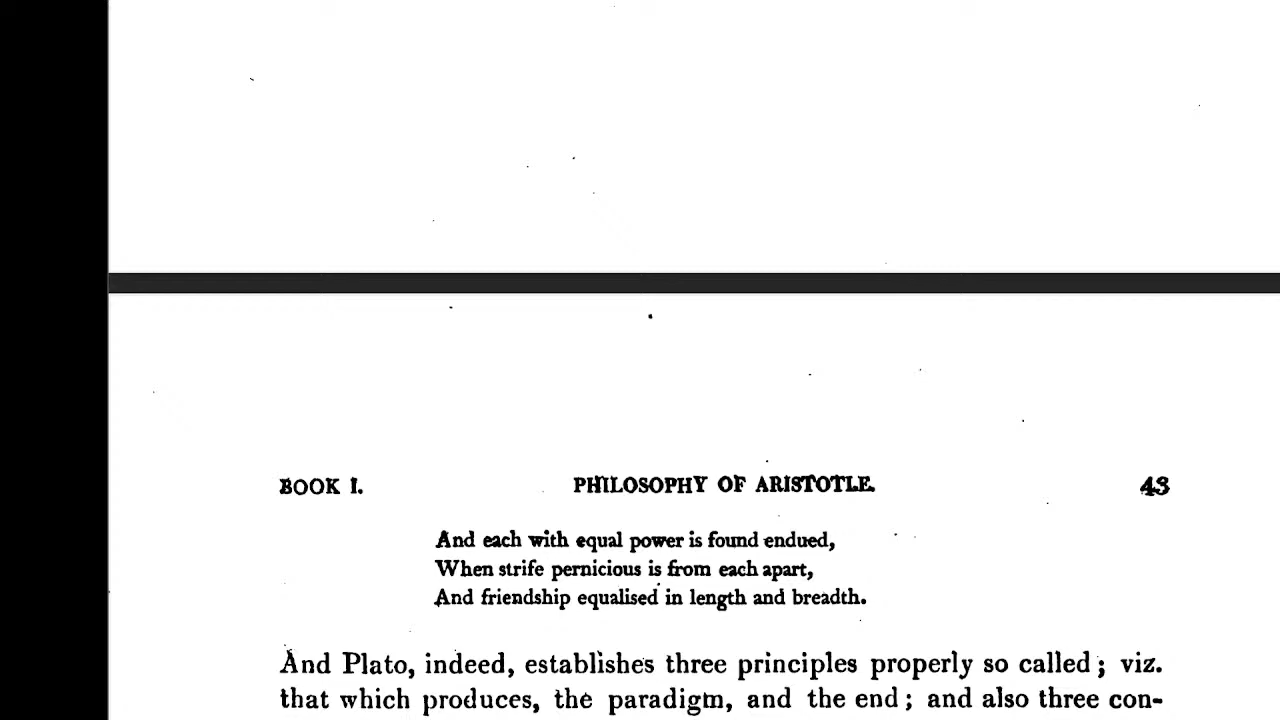 BOOK I. PHILOSOPHY OF ARISTOTLE. 43
And each with equal power is found endued,
When strife pernicious is from each apart,
And friendship equalised in length and breadth.
And Plato, indeed, establishes three principles properly so called; viz.
that which produces, the paradigm, and the end; and also three con-